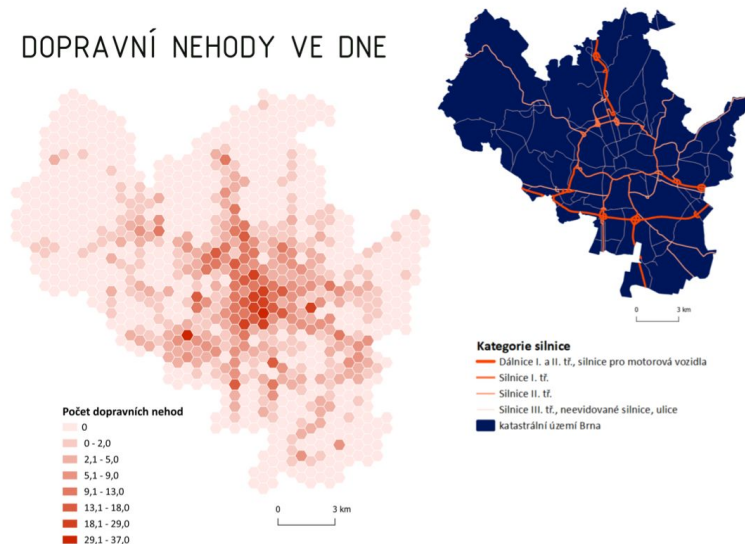 DOPRAVNÍ NEHODY VE DNE
Počet dopravních nehod
0
0 - 2,0
2,1 - 5,0
5,1 - 9,0
9,1 - 13,0
13,1 - 18,0
18,1 - 29,0
29,1 - 37,0
0 3 km
0 3 km
Kategorie silnice
Dálnice I. a II. tř., silnice pro motorová vozidla
Silnice I. tř.
Silnice II. tř.
Silnice III. tř., neevidované silnice, ulice
katastrální území Brna